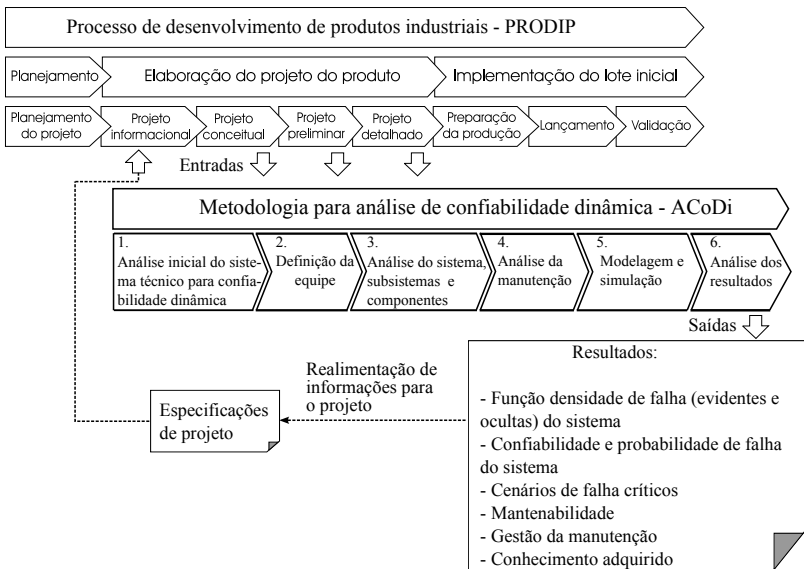 Processo de desenvolvimento de produtos industriais - PRODIP
Planejamento
Elaboração do projeto do produto
Implementação do lote inicial
Planejamento
do projeto
Projeto
informacional
Projeto
conceitual
Projeto
preliminar
Projeto
detalhado
Preparação
da produção
Lançamento
Validação
Entradas
Metodologia para análise de confiabilidade dinâmica - ACoDi
1.
Análise inicial do siste-
ma técnico para confia-
bilidade dinâmica
2.
Definição da
equipe
3.
Análise do sistema,
subsistemas e
componentes
4.
Análise da
manutenção
5.
Modelagem e
simulação
6.
Análise dos
resultados
Saídas
Resultados:
- Função densidade de falha (evidentes e
ocultas) do sistema
- Confiabilidade e probabilidade de falha
do sistema
- Cenários de falha críticos
- Mantenabilidade
- Gestão da manutenção
- Conhecimento adquirido
Realimentação de
informações para
o projeto
Especificações
de projeto